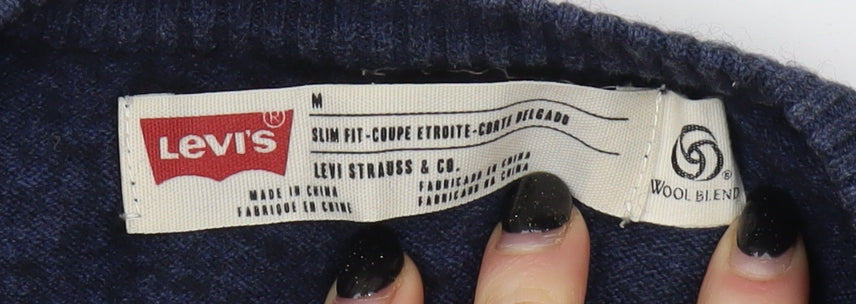 LEVI'S ®
M
SLIM FIT-COUPE ETROITE-CORTE DELGADO
LEVI STRAUSS & CO.
MADE IN CHINA
FABRIQUE EN CHINE
FABRICADO EN CHINA
FABRICADO NA CHINA
®
WOOL BLEND